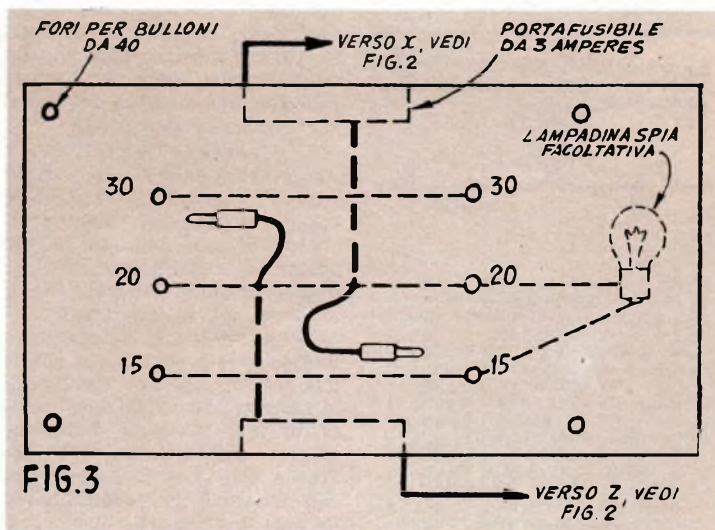 FORI PER BULLONI
DA 40
VERSO X, VEDI
FIG.2
PORTAFUSIBILE
DA 3 AMPERES
LAMPADINA SPIA
FACOLTATIVA
30
30
20
20
15
15
FIG.3
VERSO Z, VEDI
FIG. 2